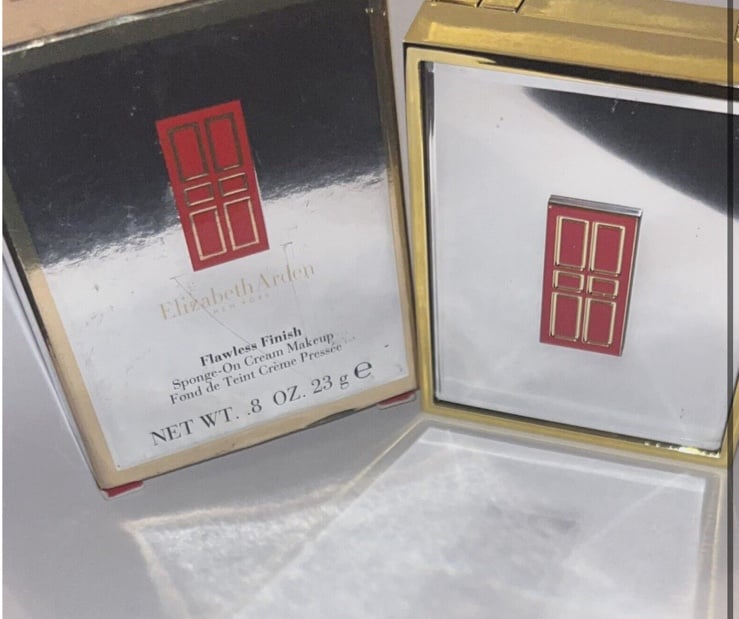 Elizabeth Arden
NEW YORK
Flawless Finish
Sponge-On Cream Makeup
Fond de Teint Crème Pressée
NET WT. .8 OZ. 23 g ℮